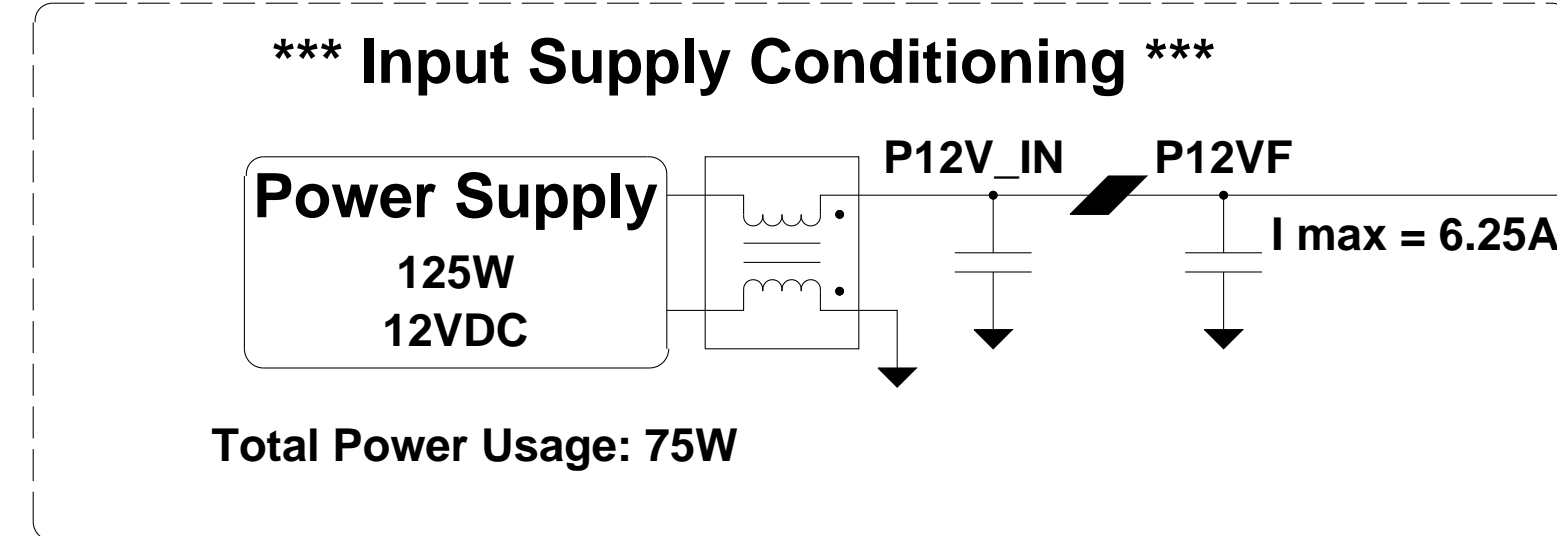 *** Input Supply Conditioning ***
P12V_IN
P12VF
Power Supply
I max = 6.25A
125W
12VDC
Total Power Usage: 75W